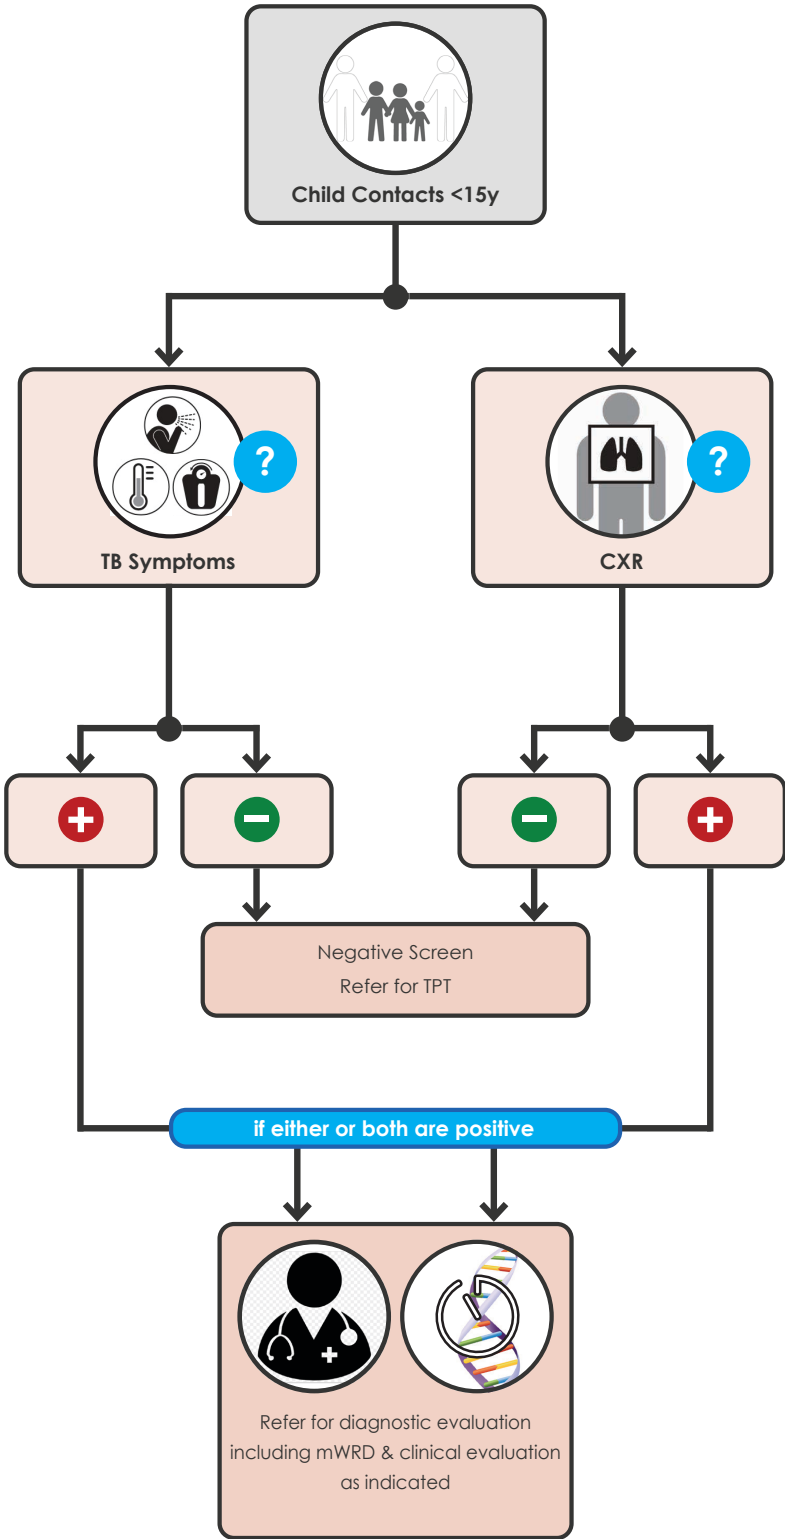 Child Contacts <15y
?
?
TB Symptoms
CXR
Negative Screen
Refer for TPT
if either or both are positive
Refer for diagnostic evaluation
including mWRD & clinical evaluation
as indicated